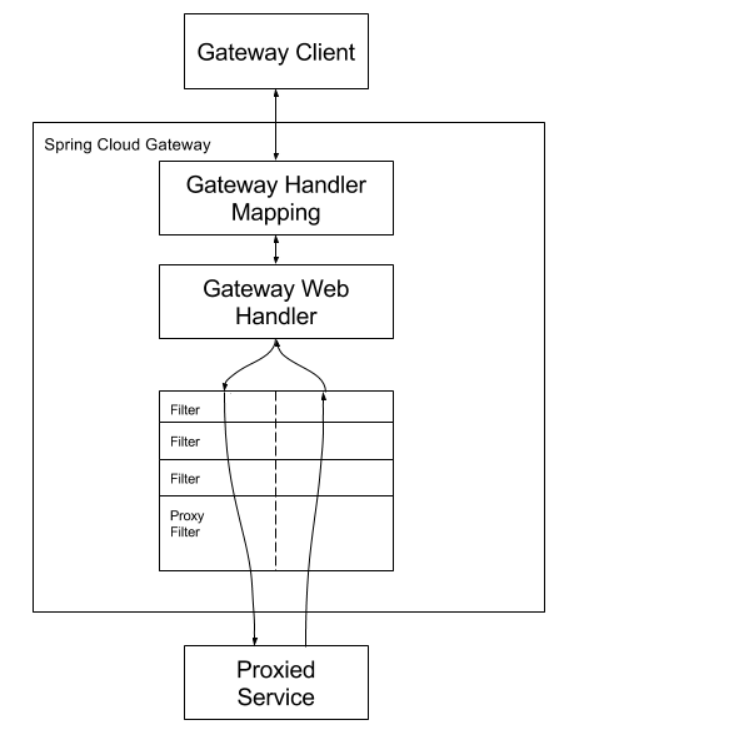 Gateway Client
Spring Cloud Gateway
Gateway Handler
Mapping
Gateway Web
Handler
Filter
Filter
Filter
Proxy
Filter
Proxied
Service